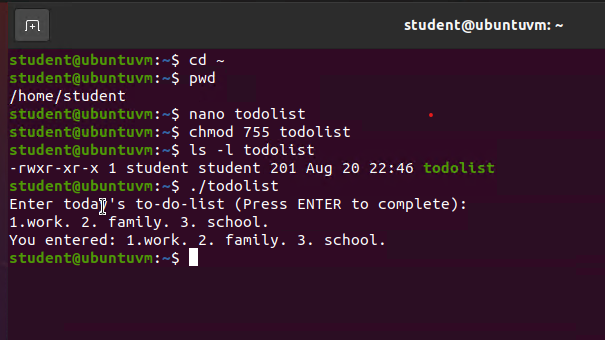 student@ubuntuvm: ~
student@ubuntuvm:~$ cd ~
student@ubuntuvm:~$ pwd
/home/student
student@ubuntuvm:~$ nano todolist
student@ubuntuvm:~$ chmod 755 todolist
student@ubuntuvm:~$ ls -l todolist
-rwxr-xr-x 1 student student 201 Aug 20 22:46 todolist
student@ubuntuvm:~$ ./todolist
Enter today's to-do-list (Press ENTER to complete):
1.work. 2. family. 3. school.
You entered: 1.work. 2. family. 3. school.
student@ubuntuvm:~$